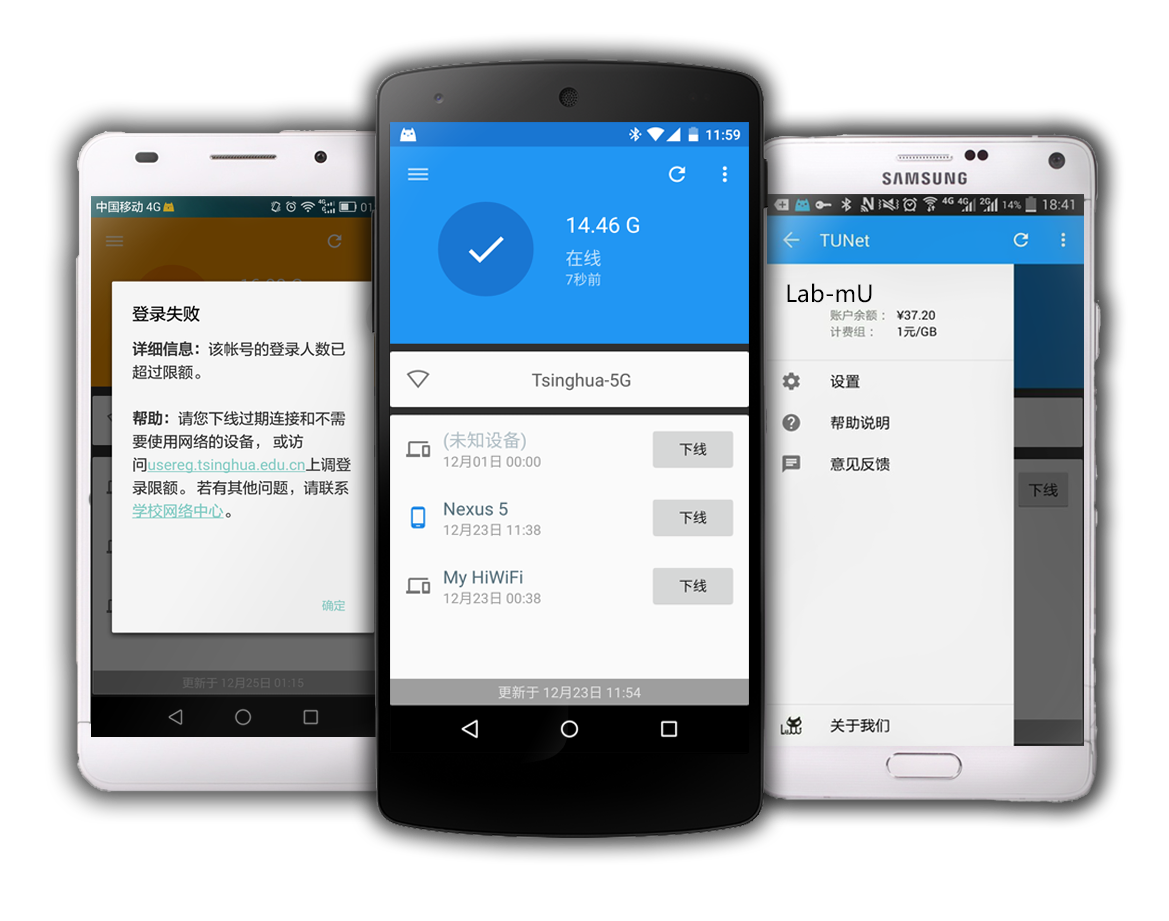 中国移动 4G
01
登录失败
详细信息：该帐号的登录人数已
超过限额。
帮助：请您下线过期连接和不需
要使用网络的设备， 或访
问usereg.tsinghua.edu.cn上调登
录限额。 若有其他问题，请联系
学校网络中心。
确定
更新于 12月25日 01:15
11:59
14.46 G
在线
7秒前
Tsinghua-5G
(未知设备)
12月01日 00:00
下线
Nexus 5
12月23日 11:38
下线
My HiWiFi
12月23日 00:38
下线
更新于 12月23日 11:54
SAMSUNG
4G 4G 2G 14% 18:41
TUNet
Lab-mU
账户余额： ¥37.20
计费组： 1元/GB
设置
帮助说明
意见反馈
下线
关于我们